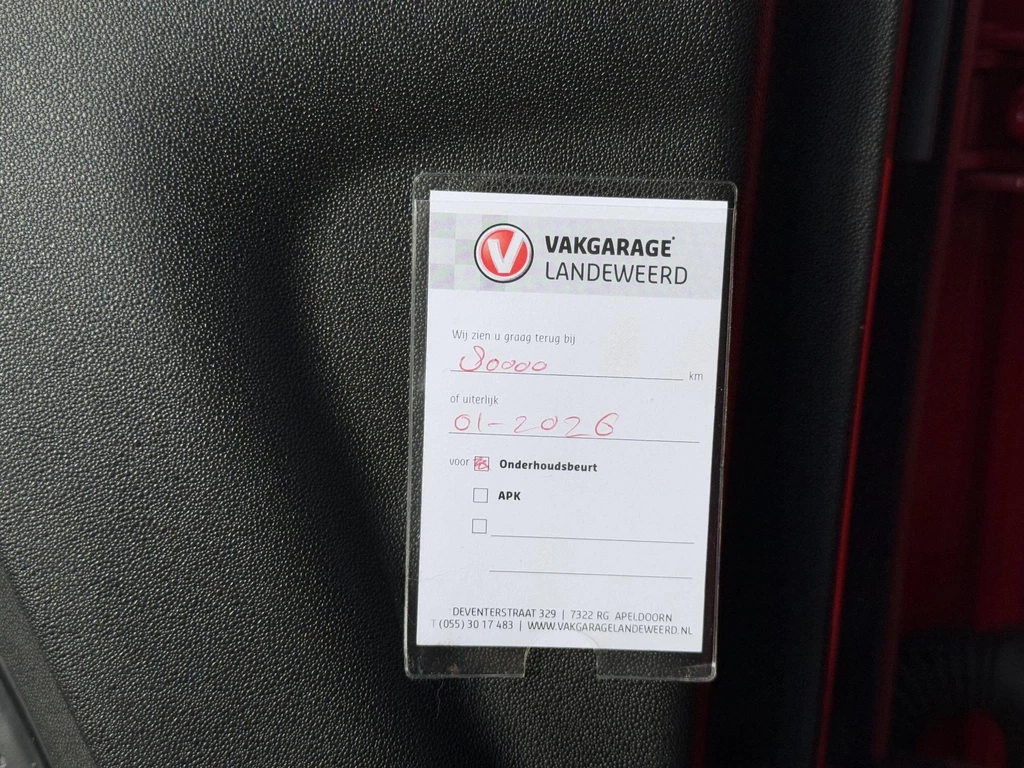 V VAKGARAGE
LANDEWEERD
Wij zien u graag terug bij
80000 km
of uiterlijk
01-2026
voor Onderhoudsbeurt
APK
DEVENTERSTRAAT 329 | 7322 RG APELDOORN
T (055) 30 17 483 | WWW.VAKGARAGELANDEWEERD.NL